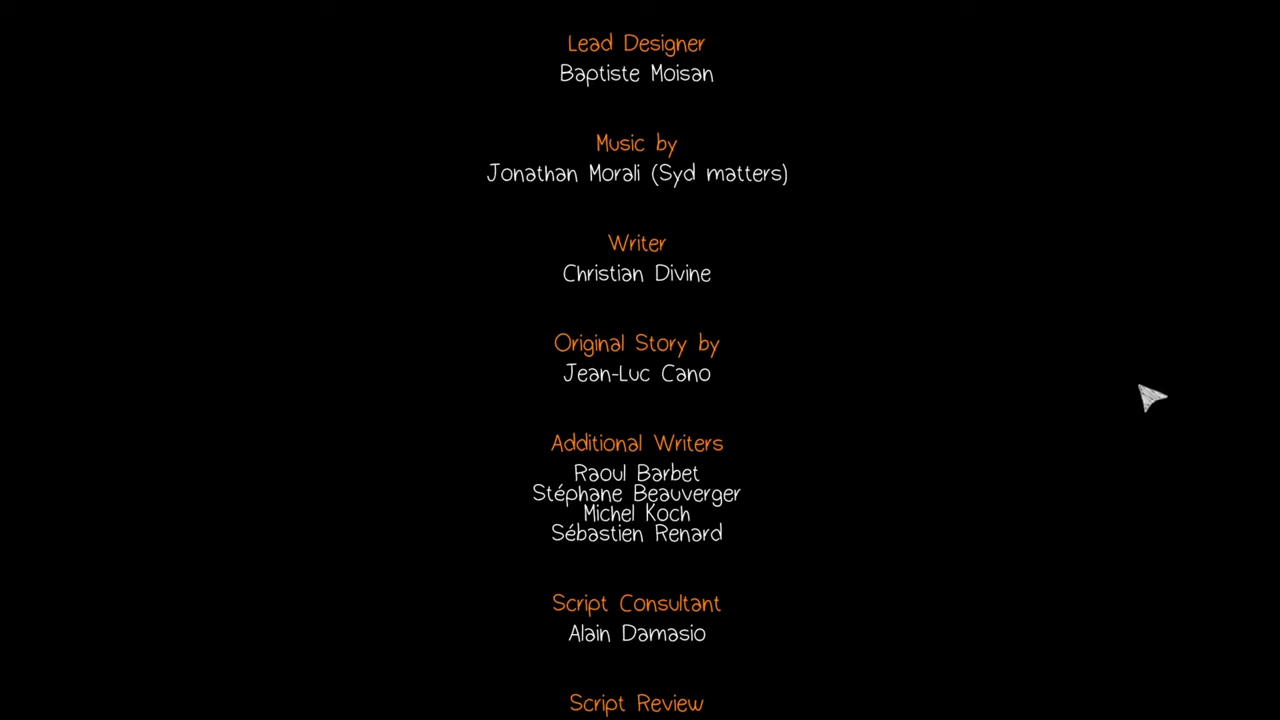 Lead Designer
Baptiste Moisan
Music by
Jonathan Morali (Syd matters)
Writer
Christian Divine
Original Story by
Jean-Luc Cano
Additional Writers
Raoul Barbet
Stéphane Beauverger
Michel Koch
Sébastien Renard
Script Consultant
Alain Damasio
Script Review